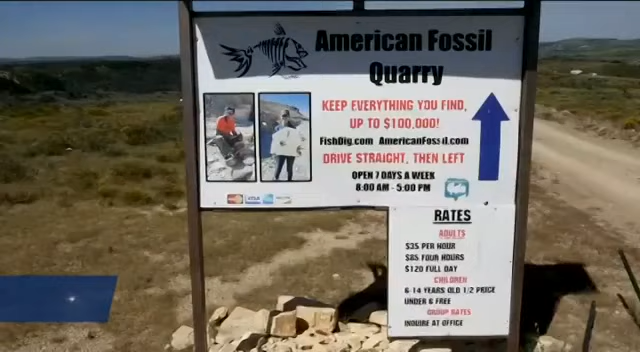 American Fossil
Quarry
KEEP EVERYTHING YOU FIND,
UP TO $100,000!
FishDig.com AmericanFossil.com
DRIVE STRAIGHT, THEN LEFT
OPEN 7 DAYS A WEEK
8:00 AM - 5:00 PM
VISA
RATES
ADULTS
$35 PER HOUR
$85 FOUR HOURS
$120 FULL DAY
CHILDREN
6-14 YEARS OLD 1/2 PRICE
UNDER 6 FREE
GROUP RATES
INQUIRE AT OFFICE